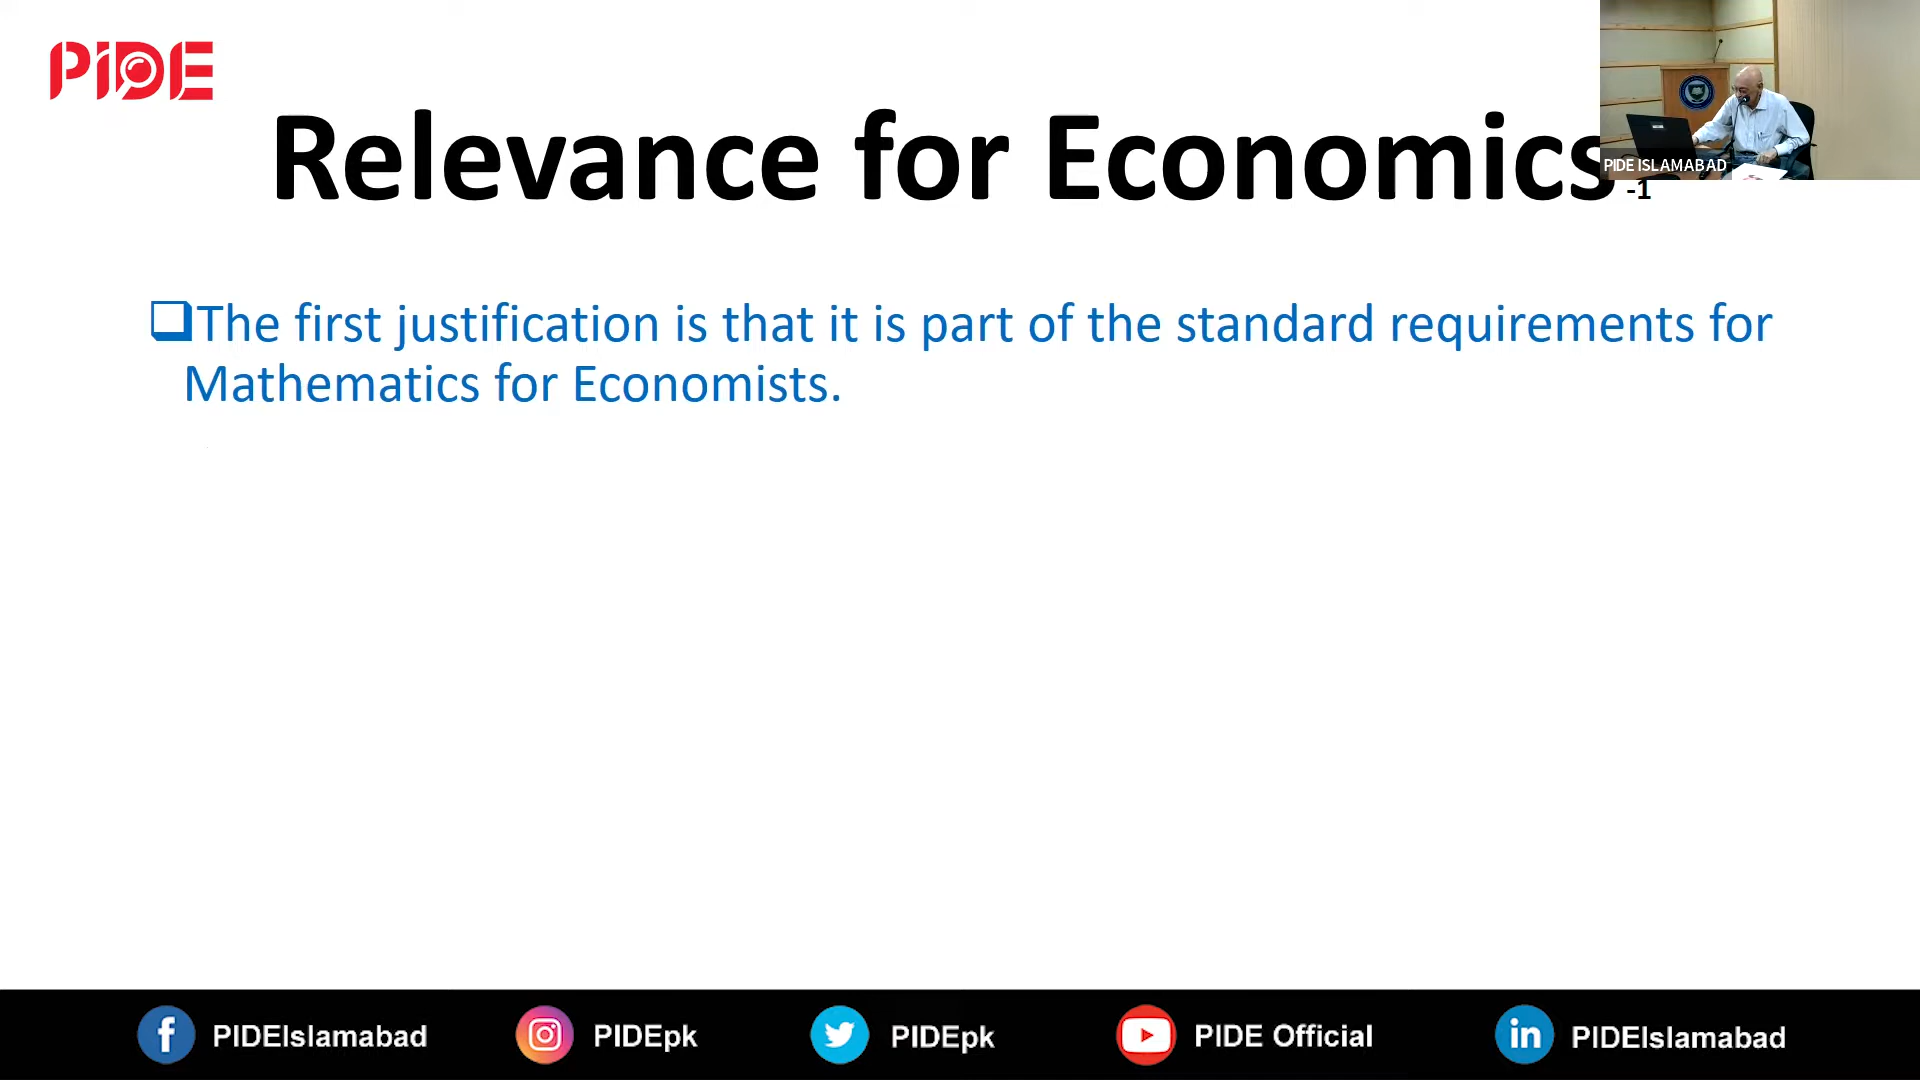 PIDE
Relevance for Economics
-1
PIDE ISLAMABAD
❑The first justification is that it is part of the standard requirements for
Mathematics for Economists.
PIDEIslamabad
PIDEpk
PIDEpk
PIDE Official
PIDEIslamabad